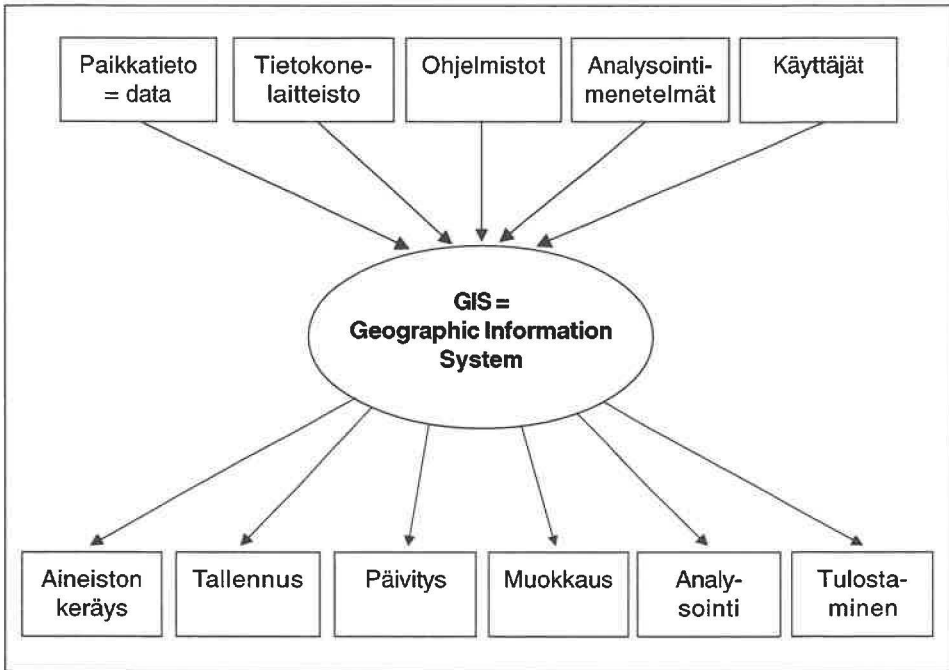 Paikkatieto
= data
Tietokone-
laitteisto
Ohjelmistot
Analysointi-
menetelmät
Käyttäjät
GIS =
Geographic Information
System
Aineiston
keräys
Tallennus
Päivitys
Muokkaus
Analy-
sointi
Tulosta-
minen